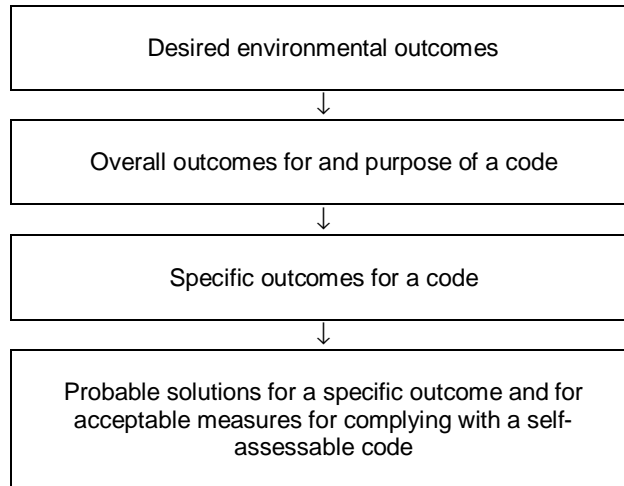 Desired environmental outcomes
↓
Overall outcomes for and purpose of a code
↓
Specific outcomes for a code
↓
Probable solutions for a specific outcome and for
acceptable measures for complying with a self-
assessable code